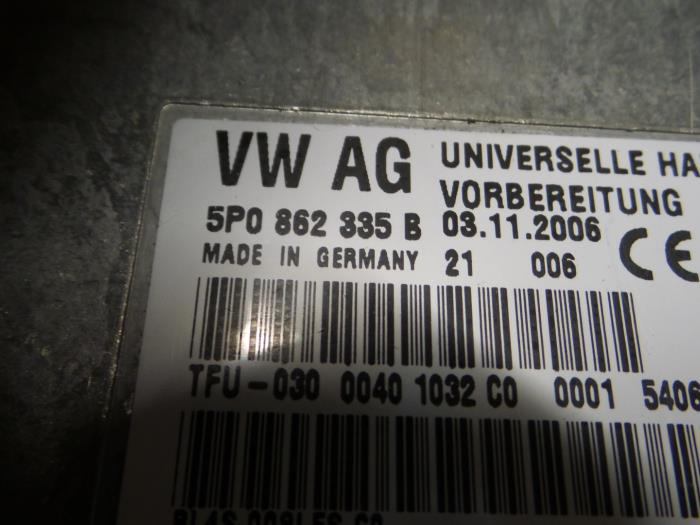 VW AG UNIVERSELLE HA
VORBEREITUNG
5P0 862 335 B 03.11.2006 CE
MADE IN GERMANY 21 006
TFU-030 0040 1032 C0 0001 5406